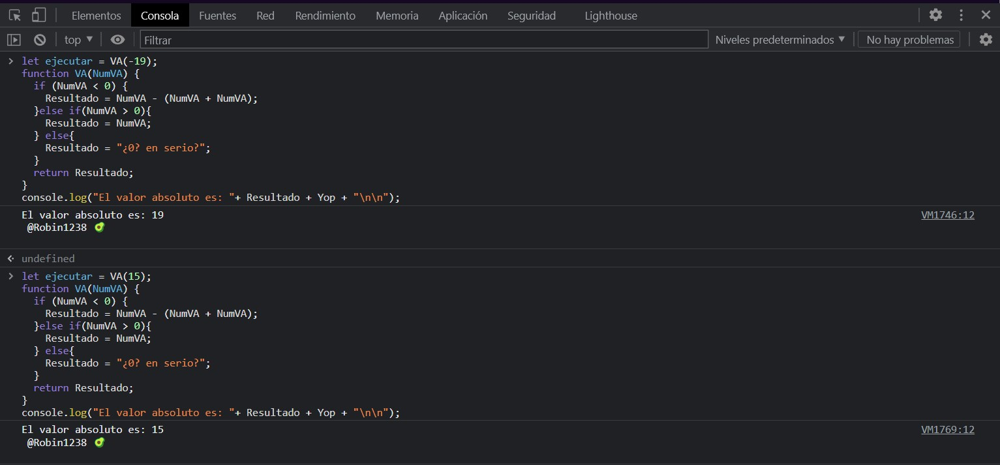 Elementos Consola Fuentes Red Rendimiento Memoria Aplicación Seguridad Lighthouse
top ▼ Filtrar Niveles predeterminados ▼ No hay problemas
> let ejecutar = VA(-19);
function VA(NumVA) {
  if (NumVA < 0) {
    Resultado = NumVA - (NumVA + NumVA);
  }else if(NumVA > 0){
    Resultado = NumVA;
  } else{
    Resultado = "¿0? en serio?";
  }
  return Resultado;
}
console.log("El valor absoluto es: "+ Resultado + Yop + "\n\n");
El valor absoluto es: 19 VM1746:12
@Robin1238 🥑
undefined
> let ejecutar = VA(15);
function VA(NumVA) {
  if (NumVA < 0) {
    Resultado = NumVA - (NumVA + NumVA);
  }else if(NumVA > 0){
    Resultado = NumVA;
  } else{
    Resultado = "¿0? en serio?";
  }
  return Resultado;
}
console.log("El valor absoluto es: "+ Resultado + Yop + "\n\n");
El valor absoluto es: 15 VM1769:12
@Robin1238 🥑